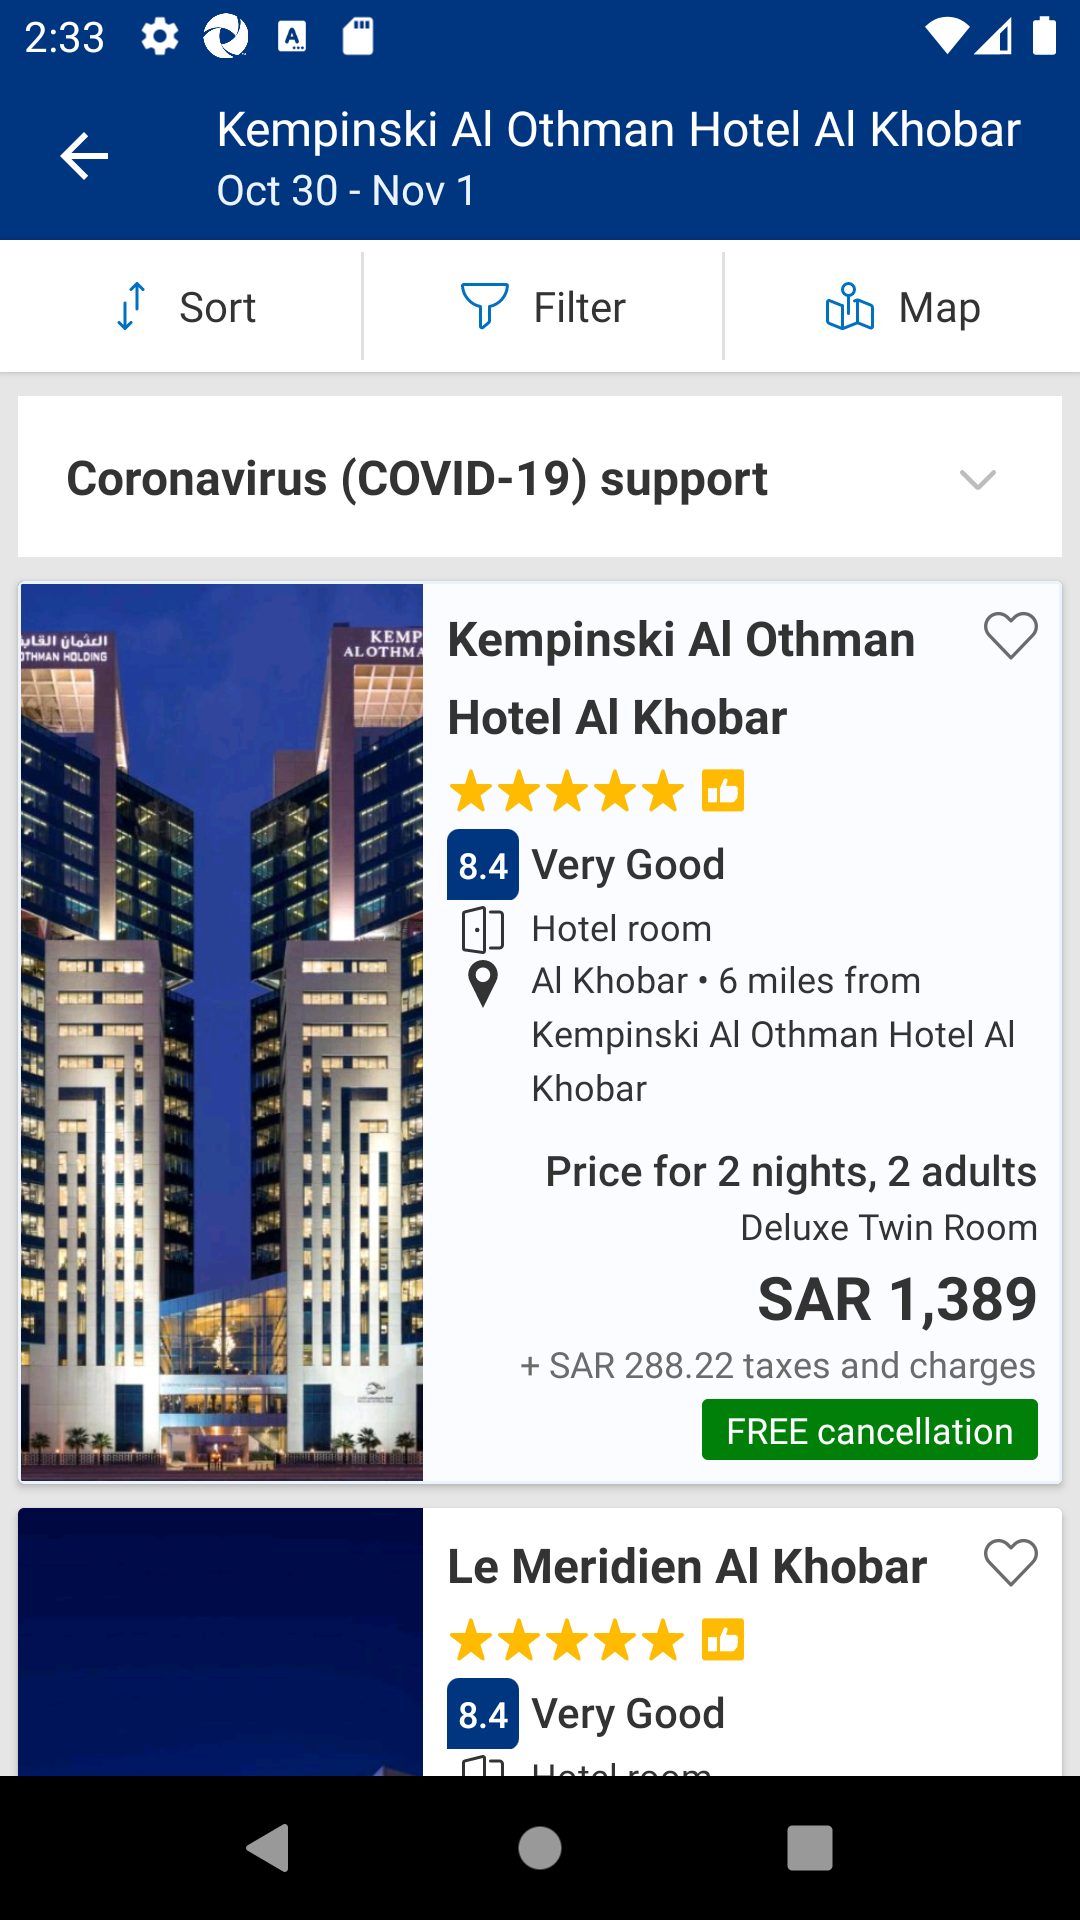 2:33
Kempinski Al Othman Hotel Al Khobar
Oct 30 - Nov 1
Sort
Filter
Map
Coronavirus (COVID-19) support
العثمان القابضة
OTHMAN HOLDING
KEMP
ALOTHMA
Kempinski Al Othman
Hotel Al Khobar
8.4 Very Good
Hotel room
Al Khobar • 6 miles from
Kempinski Al Othman Hotel Al
Khobar
Price for 2 nights, 2 adults
Deluxe Twin Room
SAR 1,389
+ SAR 288.22 taxes and charges
FREE cancellation
Le Meridien Al Khobar
8.4 Very Good
Hotel room